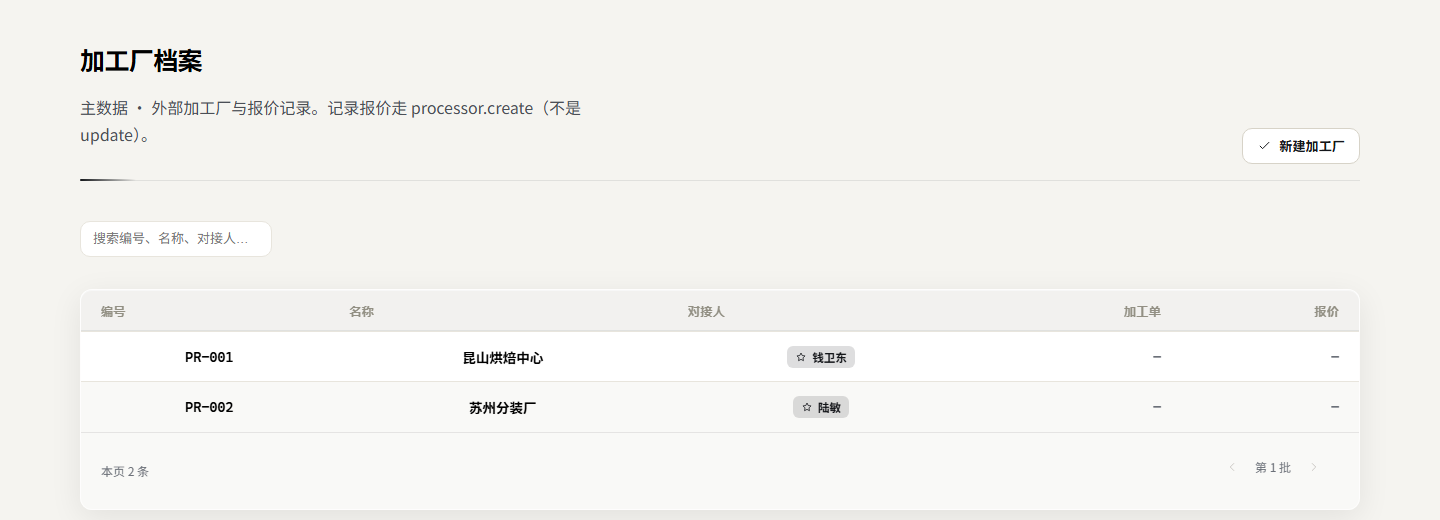 加工厂档案
主数据 · 外部加工厂与报价记录。记录报价走 processor.create（不是
update）。
新建加工厂
搜索编号、名称、对接人…
编号 名称 对接人 加工单 报价
PR-001 昆山烘焙中心 钱卫东 — —
PR-002 苏州分装厂 陆敏 — —
本页 2 条
第 1 批